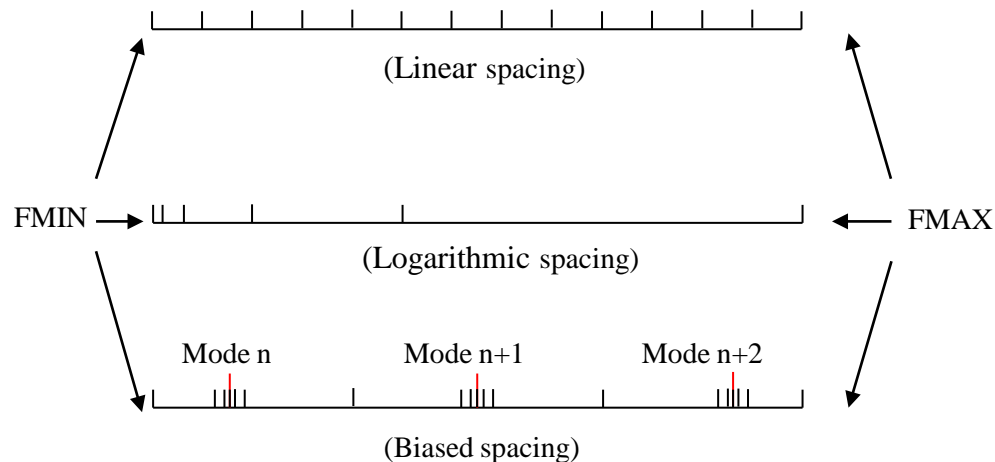 (Linear spacing)
FMIN
FMAX
(Logarithmic spacing)
Mode n
Mode n+1
Mode n+2
(Biased spacing)